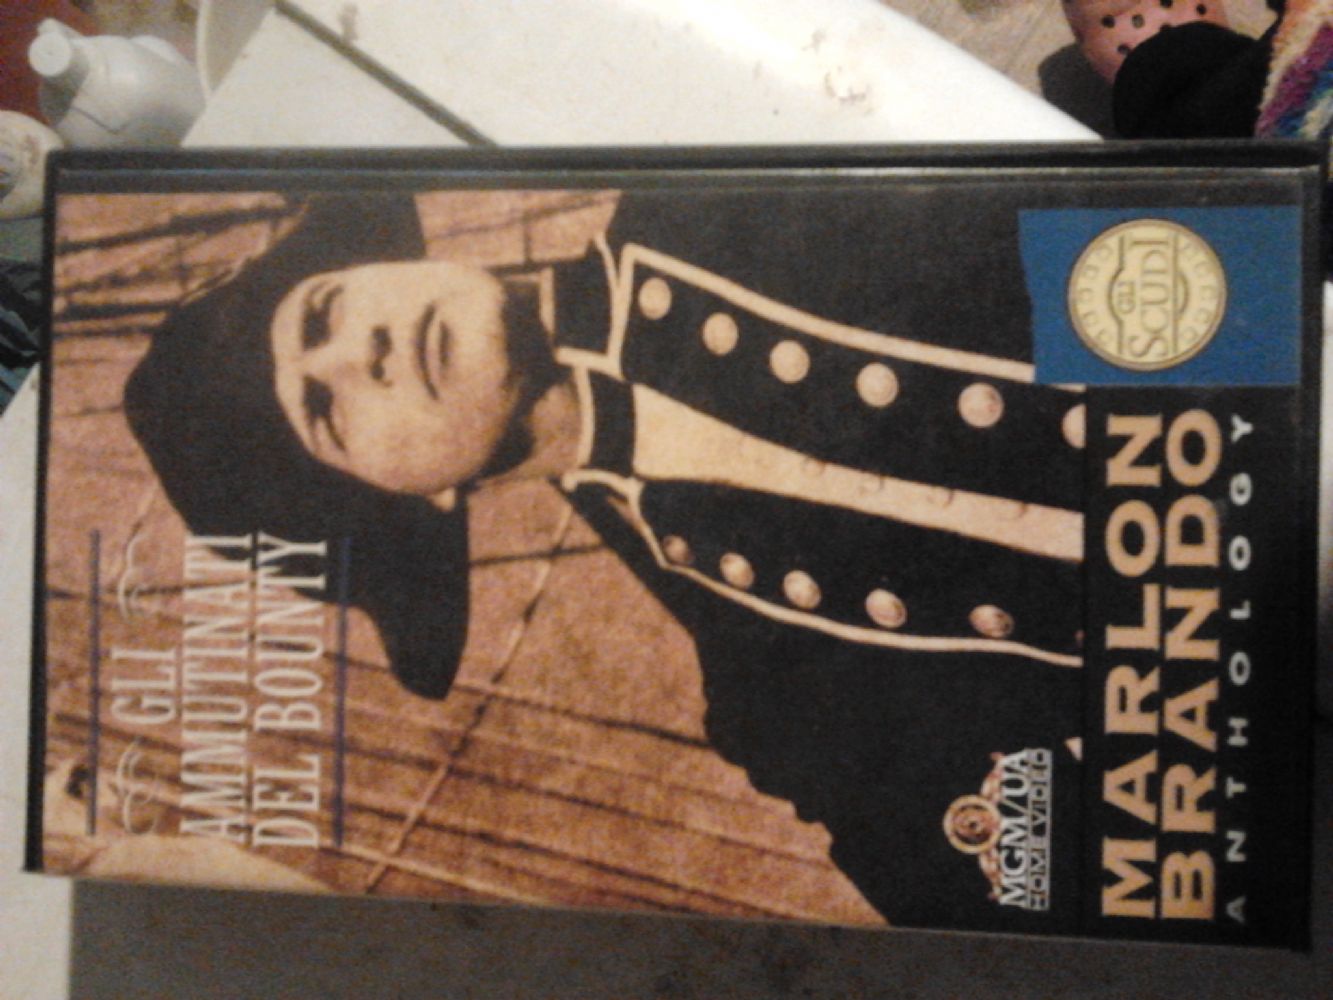 GLI
AMMUTINATI
DEL BOUNTY
MGM/UA
HOME VIDEO
GLI
SCUDI
MARLON
BRANDO
ANTHOLOGY